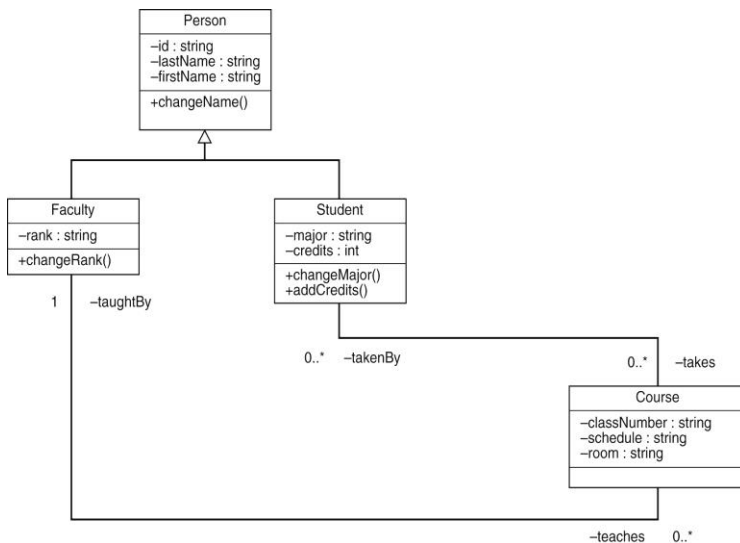 Person
–id : string
–lastName : string
–firstName : string
+changeName()
Faculty
–rank : string
+changeRank()
Student
–major : string
–credits : int
+changeMajor()
+addCredits()
1 –taughtBy
0..* –takenBy
0..* –takes
Course
–classNumber : string
–schedule : string
–room : string
–teaches 0..*